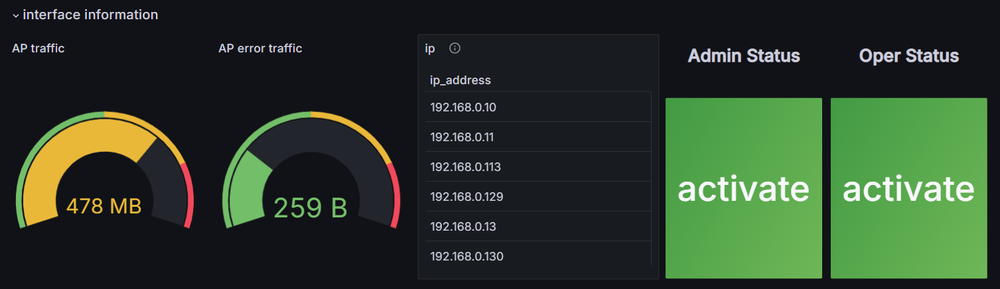 interface information
AP traffic
478 MB
AP error traffic
259 B
ip
ip_address
192.168.0.10
192.168.0.11
192.168.0.113
192.168.0.129
192.168.0.13
192.168.0.130
Admin Status
activate
Oper Status
activate